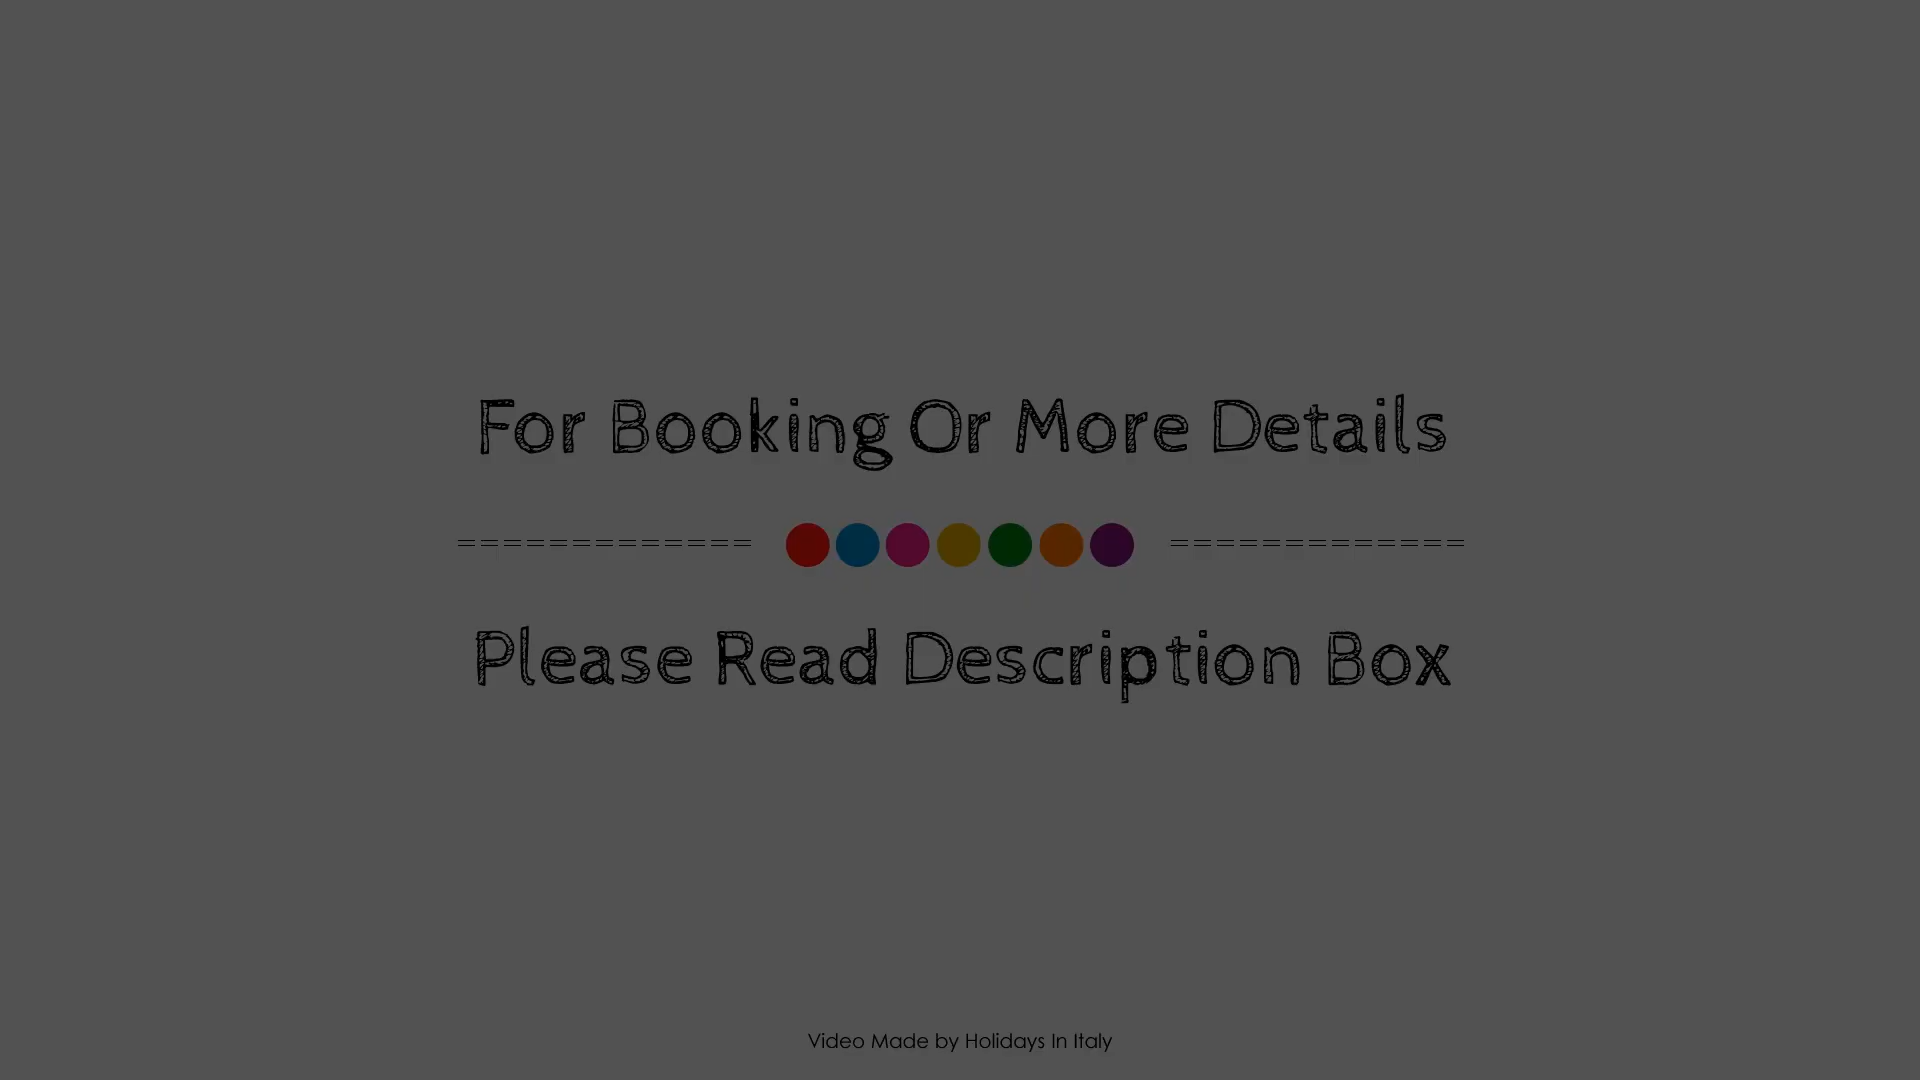 For Booking Or More Details
============= =============
Please Read Description Box
Video Made by Holidays In Italy